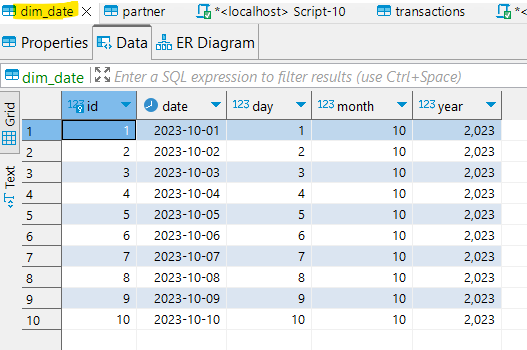 dim_date partner *<localhost> Script-10 transactions *<
Properties Data ER Diagram
dim_date Enter a SQL expression to filter results (use Ctrl+Space)
Grid
Text
123 id date 123 day 123 month 123 year
1 1 2023-10-01 1 10 2,023
2 2 2023-10-02 2 10 2,023
3 3 2023-10-03 3 10 2,023
4 4 2023-10-04 4 10 2,023
5 5 2023-10-05 5 10 2,023
6 6 2023-10-06 6 10 2,023
7 7 2023-10-07 7 10 2,023
8 8 2023-10-08 8 10 2,023
9 9 2023-10-09 9 10 2,023
10 10 2023-10-10 10 10 2,023